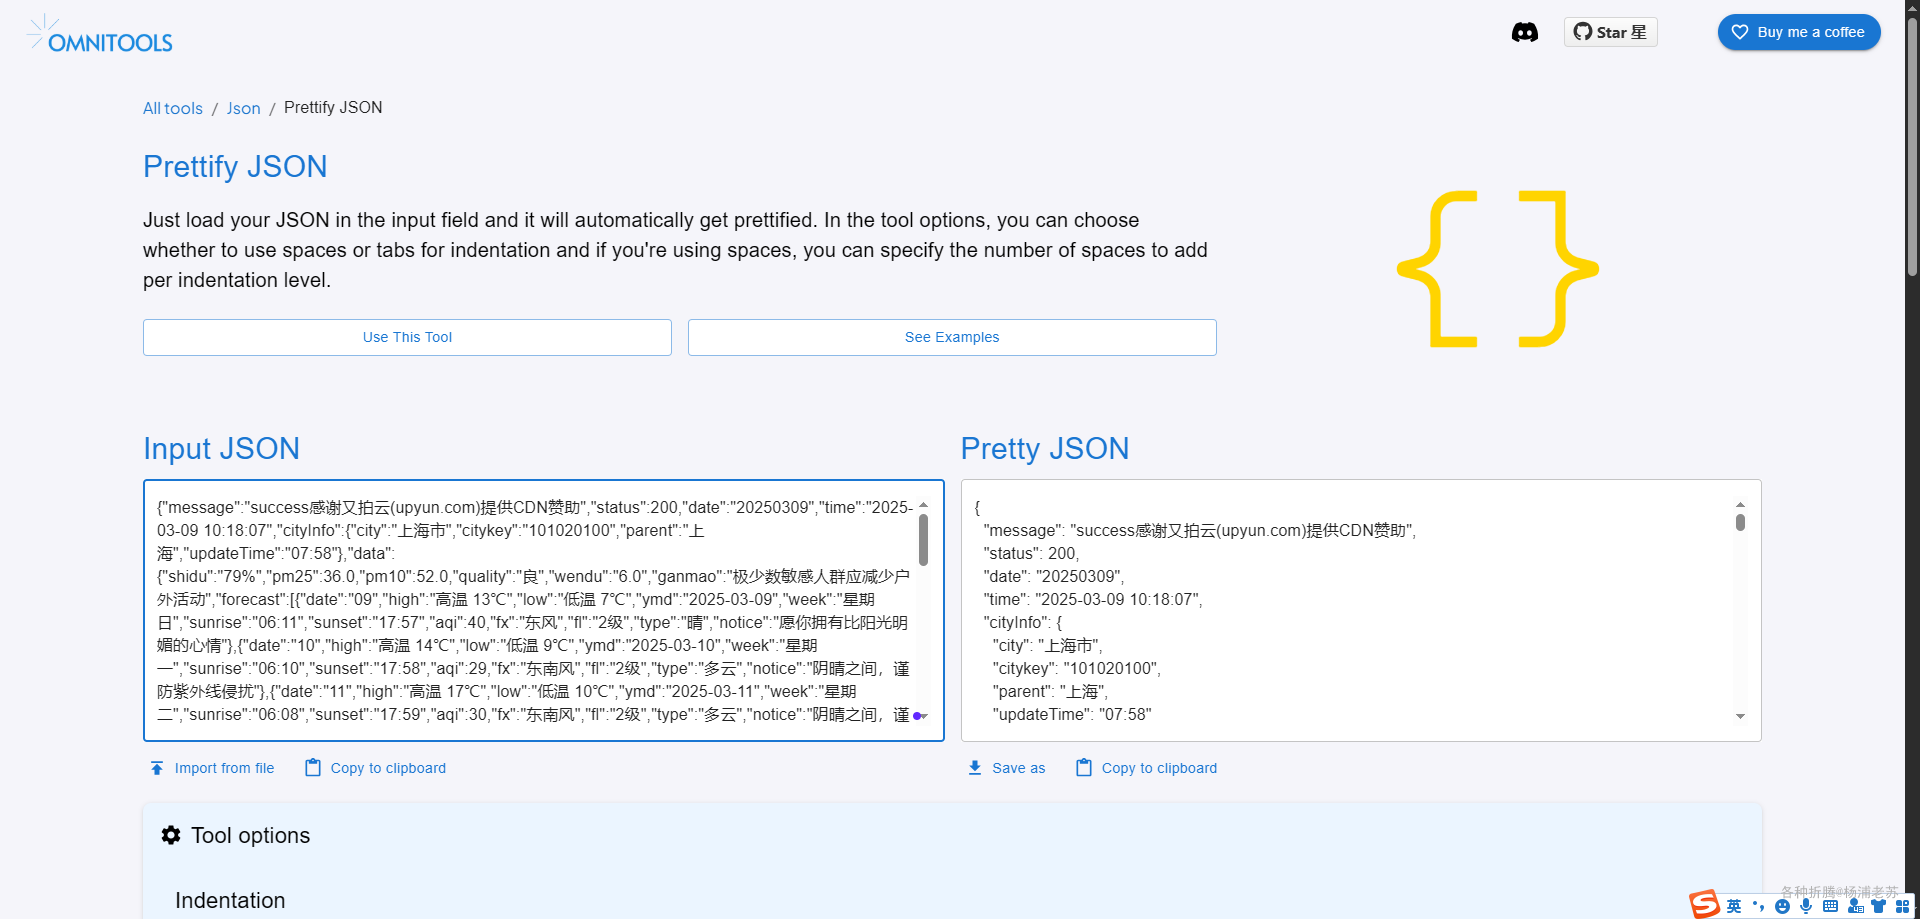 OMNITOOLS
Star 星
Buy me a coffee
All tools / Json / Prettify JSON
Prettify JSON
Just load your JSON in the input field and it will automatically get prettified. In the tool options, you can choose
whether to use spaces or tabs for indentation and if you're using spaces, you can specify the number of spaces to add
per indentation level.
Use This Tool
See Examples
Input JSON
{"message":"success感谢又拍云(upyun.com)提供CDN赞助","status":200,"date":"20250309","time":"2025-
03-09 10:18:07","cityInfo":{"city":"上海市","citykey":"101020100","parent":"上
海","updateTime":"07:58"},"data":
{"shidu":"79%","pm25":36.0,"pm10":52.0,"quality":"良","wendu":"6.0","ganmao":"极少数敏感人群应减少户
外活动","forecast":[{"date":"09","high":"高温 13℃","low":"低温 7℃","ymd":"2025-03-09","week":"星期
日","sunrise":"06:11","sunset":"17:57","aqi":40,"fx":"东风","fl":"2级","type":"晴","notice":"愿你拥有比阳光明
媚的心情"},{"date":"10","high":"高温 14℃","low":"低温 9℃","ymd":"2025-03-10","week":"星期
一","sunrise":"06:10","sunset":"17:58","aqi":29,"fx":"东南风","fl":"2级","type":"多云","notice":"阴晴之间，谨
防紫外线侵扰"},{"date":"11","high":"高温 17℃","low":"低温 10℃","ymd":"2025-03-11","week":"星期
二","sunrise":"06:08","sunset":"17:59","aqi":30,"fx":"东南风","fl":"2级","type":"多云","notice":"阴晴之间，谨
Import from file
Copy to clipboard
Pretty JSON
{
"message": "success感谢又拍云(upyun.com)提供CDN赞助",
"status": 200,
"date": "20250309",
"time": "2025-03-09 10:18:07",
"cityInfo": {
"city": "上海市",
"citykey": "101020100",
"parent": "上海",
"updateTime": "07:58"
Save as
Copy to clipboard
Tool options
Indentation
各种折腾@杨浦老苏
英